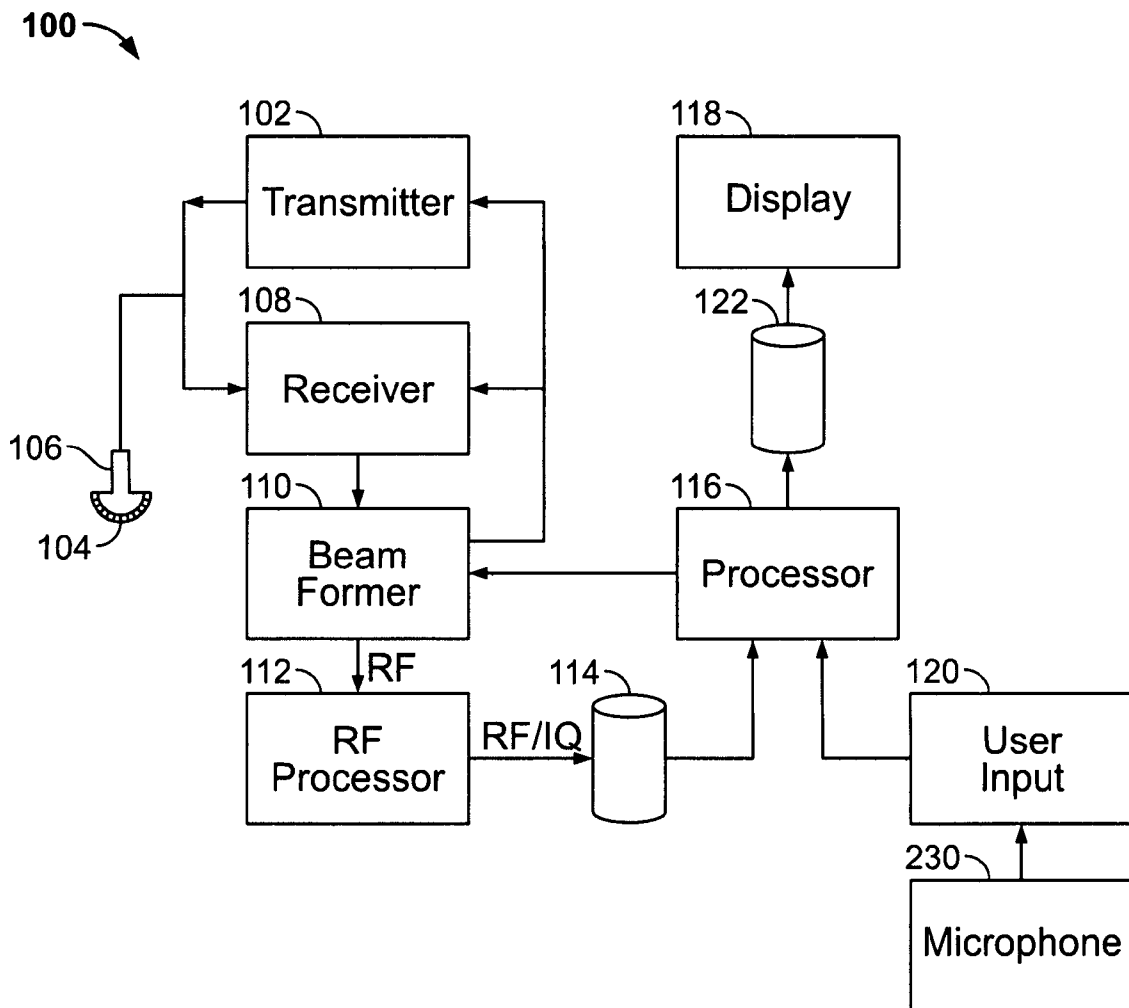 100
102
Transmitter
118
Display
108
Receiver
122
106
104
110
Beam
Former
116
Processor
RF
112
RF
Processor
RF/IQ
114
120
User
Input
230
Microphone